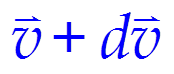 v⃗ + dv⃗